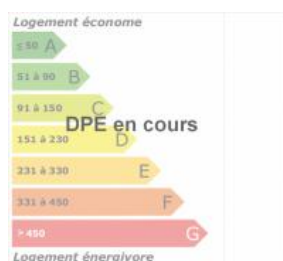 Logement économe
≤ 50 A
51 à 90 B
91 à 150 C
DPE en cours
151 à 230 D
231 à 330 E
331 à 450 F
> 450 G
Logement énergivore